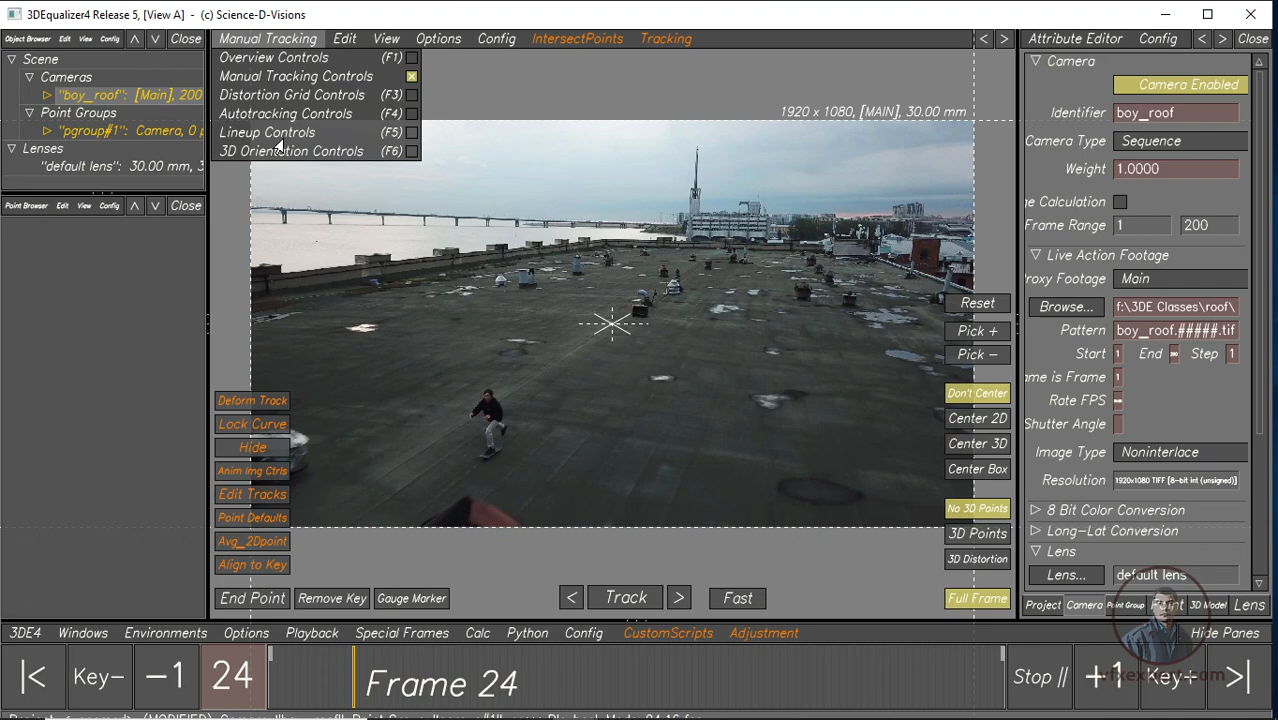 3DEqualizer4 Release 5, [View A] - (c) Science-D-Visions
Object Browser Edit View Config Close
Scene
Cameras
"boy_roof": [Main], 200
Point Groups
"pgroup#1": Camera, 0 p
Lenses
"default lens": 30.00 mm, 3
Point Browser Edit View Config Close
Manual Tracking Edit View Options Config IntersectPoints Tracking < >
Overview Controls (F1)
Manual Tracking Controls
Distortion Grid Controls (F3)
Autotracking Controls (F4)
Lineup Controls (F5)
3D Orientation Controls (F6)
1920 x 1080, [MAIN], 30.00 mm
Reset
Pick +
Pick -
Don't Center
Center 2D
Center 3D
Center Box
No 3D Points
3D Points
3D Distortion
Full Frame
Deform Track
Lock Curve
Hide
Anim Img Ctrls
Edit Tracks
Point Defaults
Avg_2Dpoint
Align to Key
End Point Remove Key Gauge Marker < Track > Fast
Attribute Editor Config < > Close
Camera
Camera Enabled
Identifier boy_roof
Camera Type Sequence
Weight 1.0000
e Calculation
Frame Range 1 200
Live Action Footage
Proxy Footage Main
Browse... f:\3DE Classes\roof\
Pattern boy_roof.#####.tif
Start 1 End Step 1
ame is Frame 1
Rate FPS
Shutter Angle
Image Type Noninterlace
Resolution 1920x1080 TIFF [8-bit int (unsigned)]
8 Bit Color Conversion
Long-Lat Conversion
Lens
Lens... default lens
Project Camera Point Group Point 3D Model Lens
3DE4 Windows Environments Options Playback Special Frames Calc Python Config CustomScripts Adjustment Hide Panes
|< Key- -1 24 Frame 24 Stop || +1 Key+ >|